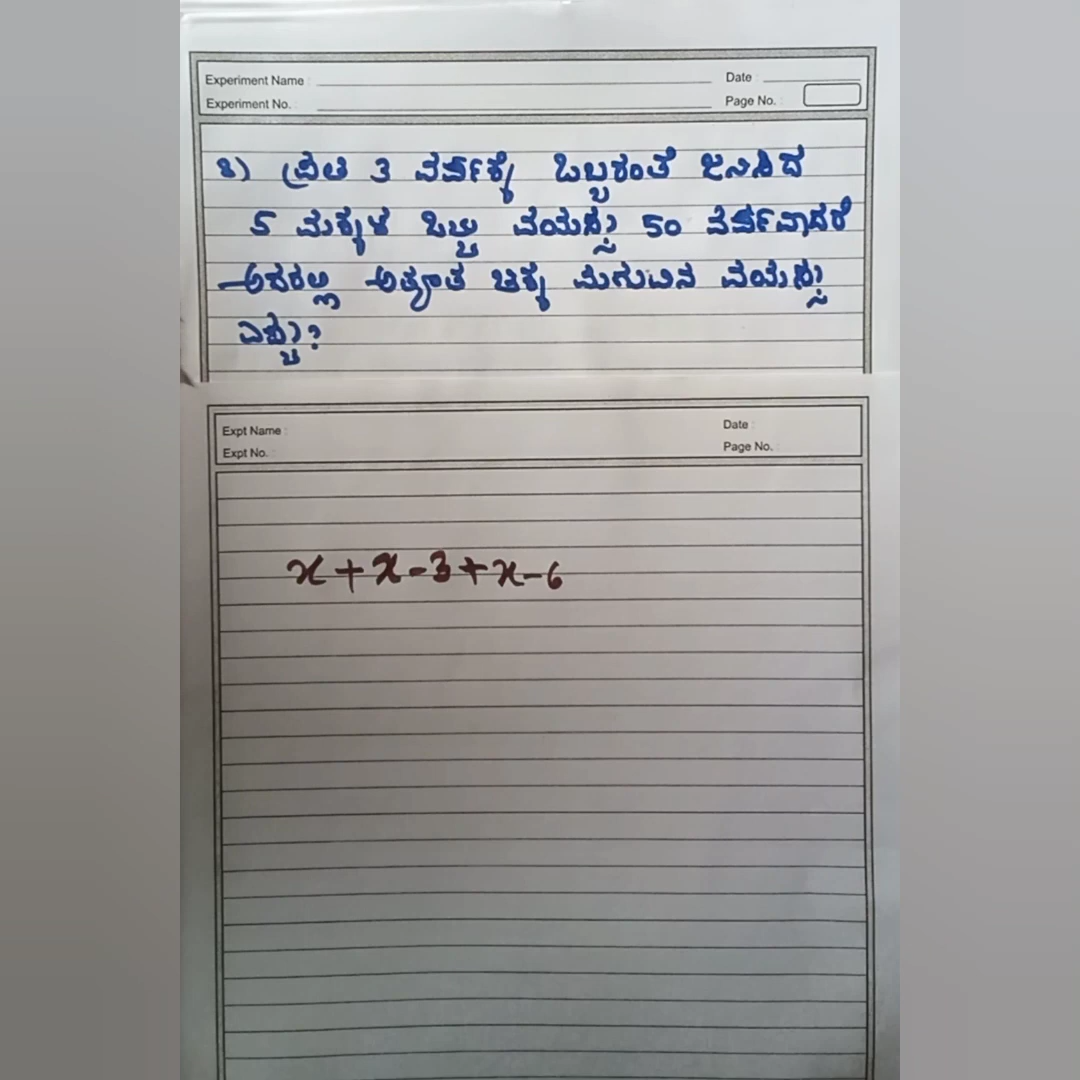 Experiment Name :
Date :
Experiment No. :
Page No. :
8) ಪ್ರತಿ 3 ವರ್ಷಕ್ಕೆ ಒಬ್ಬರಂತೆ ಜನಿಸಿದ
5 ಮಕ್ಕಳ ಒಟ್ಟು ವಯಸ್ಸು 50 ವರ್ಷವಾದರೆ
ಅದರಲ್ಲಿ ಅತ್ಯಂತ ಚಿಕ್ಕ ಮಗುವಿನ ವಯಸ್ಸು
ಎಷ್ಟು?
Expt Name :
Date :
Expt No. :
Page No. :
x + x - 3 + x - 6